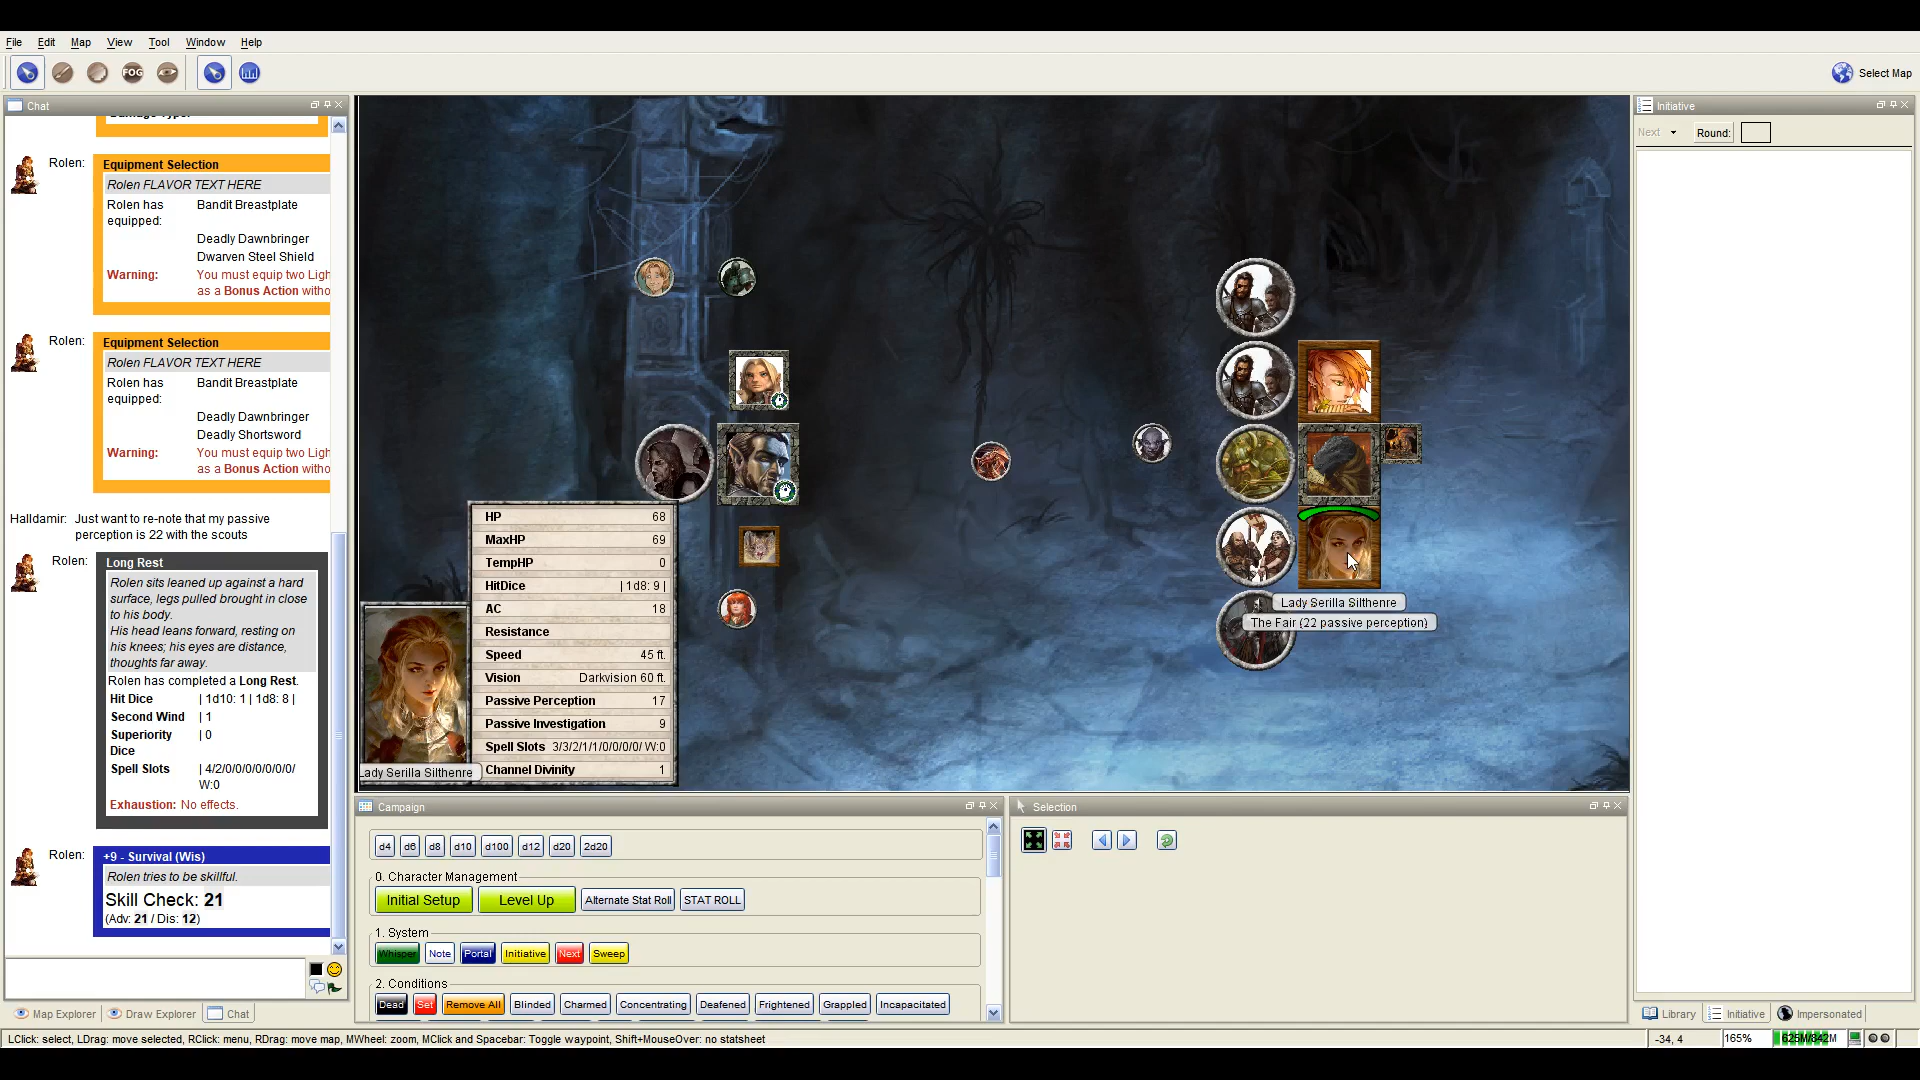 File Edit Map View Tool Window Help
FOG
Select Map
Chat
Rolen:
Equipment Selection
Rolen FLAVOR TEXT HERE
Rolen has equipped:
Bandit Breastplate
Deadly Dawnbringer
Dwarven Steel Shield
Warning:
You must equip two Ligh
as a Bonus Action witho
Rolen:
Equipment Selection
Rolen FLAVOR TEXT HERE
Rolen has equipped:
Bandit Breastplate
Deadly Dawnbringer
Deadly Shortsword
Warning:
You must equip two Ligh
as a Bonus Action witho
Halldamir: Just want to re-note that my passive
perception is 22 with the scouts
Rolen:
Long Rest
Rolen sits leaned up against a hard
surface, legs pulled brought in close
to his body.
His head leans forward, resting on
his knees; his eyes are distance,
thoughts far away.
Rolen has completed a Long Rest.
Hit Dice | 1d10: 1 | 1d8: 8 |
Second Wind | 1
Superiority Dice | 0
Spell Slots | 4/2/0/0/0/0/0/0/0/
W:0
Exhaustion: No effects.
Rolen:
+9 - Survival (Wis)
Rolen tries to be skillful.
Skill Check: 21
(Adv: 21 / Dis: 12)
Map Explorer Draw Explorer Chat
HP 68
MaxHP 69
TempHP 0
HitDice | 1d8: 9 |
AC 18
Resistance
Speed 45 ft.
Vision Darkvision 60 ft.
Passive Perception 17
Passive Investigation 9
Spell Slots 3/3/2/1/1/0/0/0/0/ W:0
Channel Divinity 1
Lady Serilla Silthenre
Lady Serilla Silthenre
The Fair (22 passive perception)
Campaign
d4 d6 d8 d10 d100 d12 d20 2d20
0. Character Management
Initial Setup Level Up Alternate Stat Roll STAT ROLL
1. System
Whisper Note Portal Initiative Next Sweep
2. Conditions
Dead Set Remove All Blinded Charmed Concentrating Deafened Frightened Grappled Incapacitated
Selection
Initiative
Next Round:
Library Initiative Impersonated
LClick: select, LDrag: move selected, RClick: menu, RDrag: move map, MWheel: zoom, MClick and Spacebar: Toggle waypoint, Shift+MouseOver: no statsheet
-34, 4 165% 625M/842M